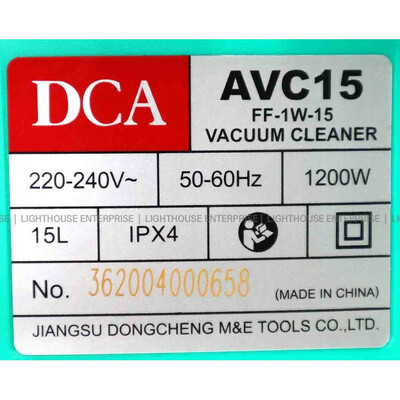 DCA
AVC15
FF-1W-15
VACUUM CLEANER
220-240V~ 50-60Hz 1200W
LIGHTHOUSE ENTERPRISE | LIGHTHOUSE ENTERPRISE | LIGHTHOUSE ENTERPRISE
15L IPX4
No. 362004000658 (MADE IN CHINA)
JIANGSU DONGCHENG M&E TOOLS CO.,LTD.